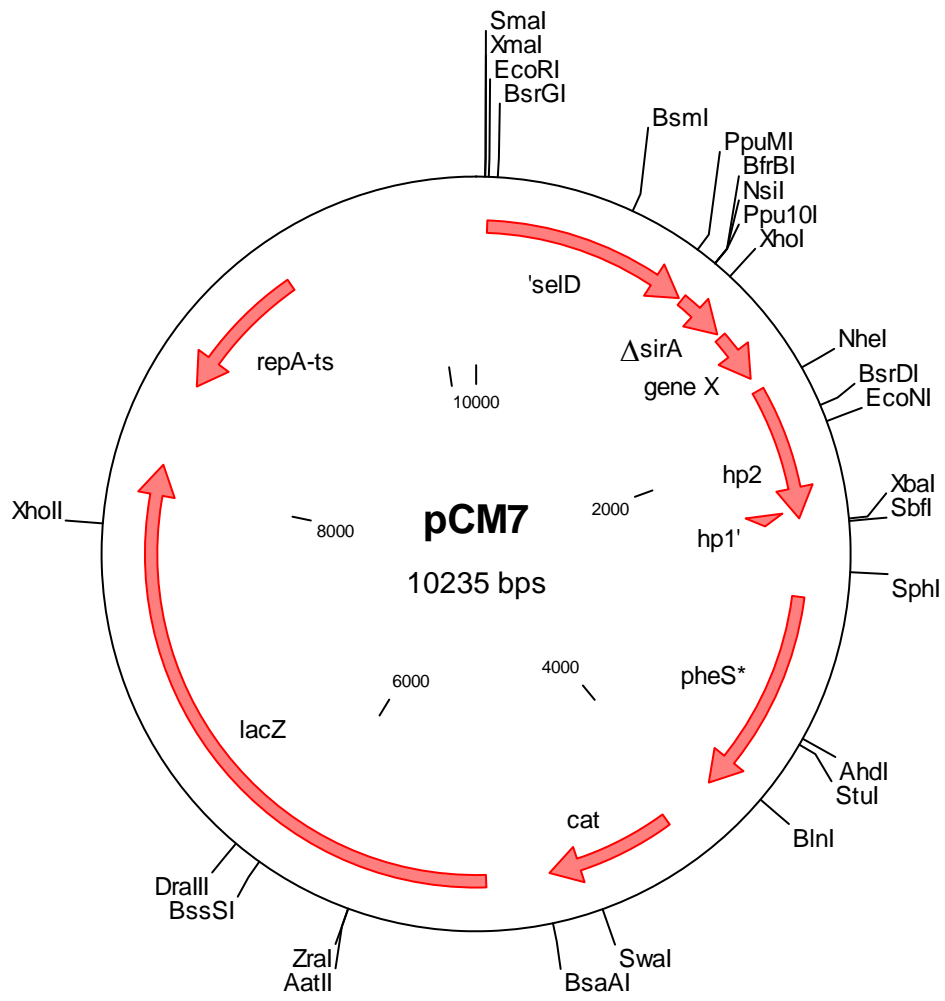 SmaI
XmaI
EcoRI
BsrGI
BsmI
PpuMI
BfrBI
NsiI
Ppu10I
XhoI
'selD
repA-ts
ΔsirA
NheI
gene X
BsrDI
10000
EcoNI
hp2
XbaI
2000
SbfI
XhoII
8000
pCM7
hp1'
10235 bps
SphI
4000
pheS*
6000
lacZ
AhdI
StuI
cat
BlnI
DraIII
BssSI
ZraI
SwaI
AatII
BsaAI